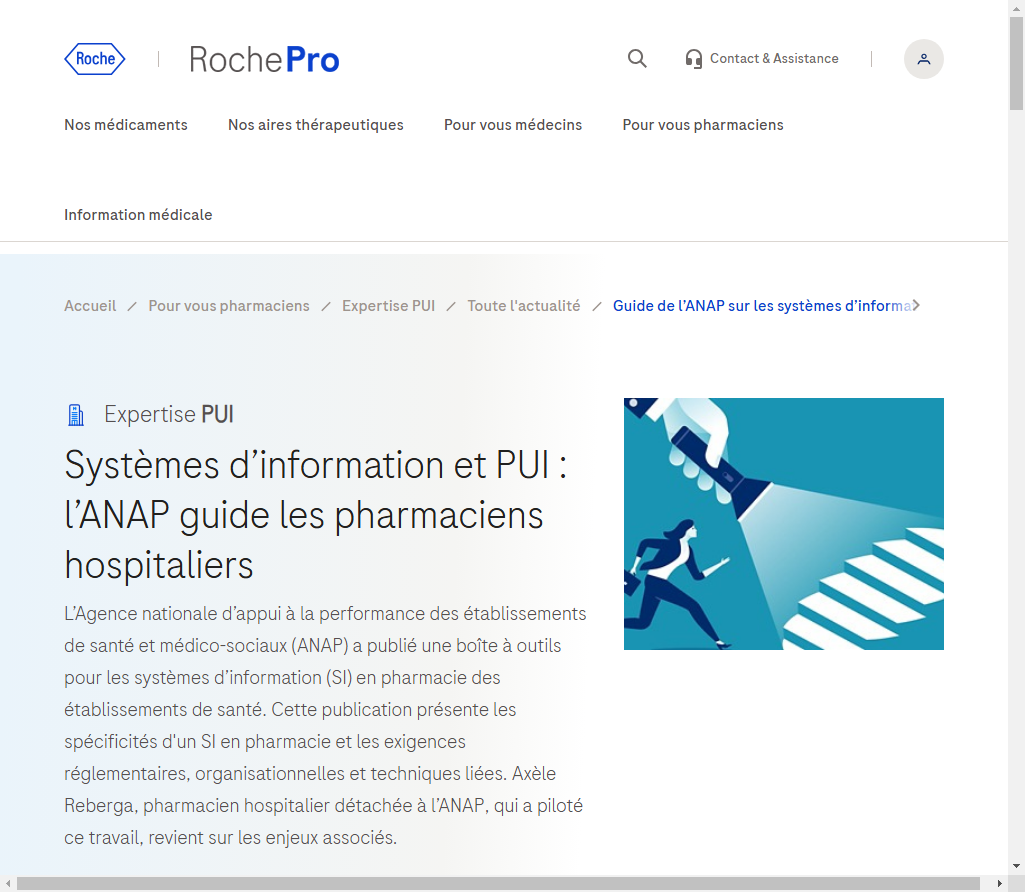 Roche
RochePro
Contact & Assistance
Nos médicaments
Nos aires thérapeutiques
Pour vous médecins
Pour vous pharmaciens
Information médicale
Accueil / Pour vous pharmaciens / Expertise PUI / Toute l'actualité / Guide de l’ANAP sur les systèmes d’informa
Expertise PUI
Systèmes d’information et PUI :
l’ANAP guide les pharmaciens
hospitaliers
L’Agence nationale d’appui à la performance des établissements
de santé et médico-sociaux (ANAP) a publié une boîte à outils
pour les systèmes d’information (SI) en pharmacie des
établissements de santé. Cette publication présente les
spécificités d'un SI en pharmacie et les exigences
réglementaires, organisationnelles et techniques liées. Axèle
Reberga, pharmacien hospitalier détachée à l’ANAP, qui a piloté
ce travail, revient sur les enjeux associés.